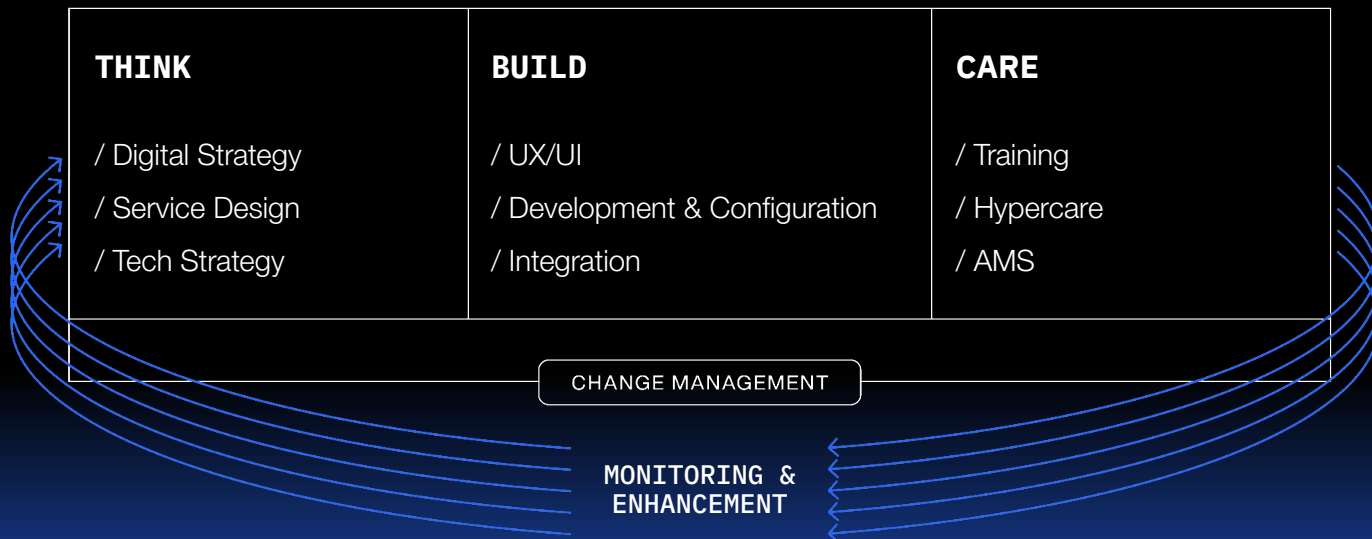 THINK
/ Digital Strategy
/ Service Design
/ Tech Strategy
BUILD
/ UX/UI
/ Development & Configuration
/ Integration
CARE
/ Training
/ Hypercare
/ AMS
CHANGE MANAGEMENT
MONITORING &
ENHANCEMENT